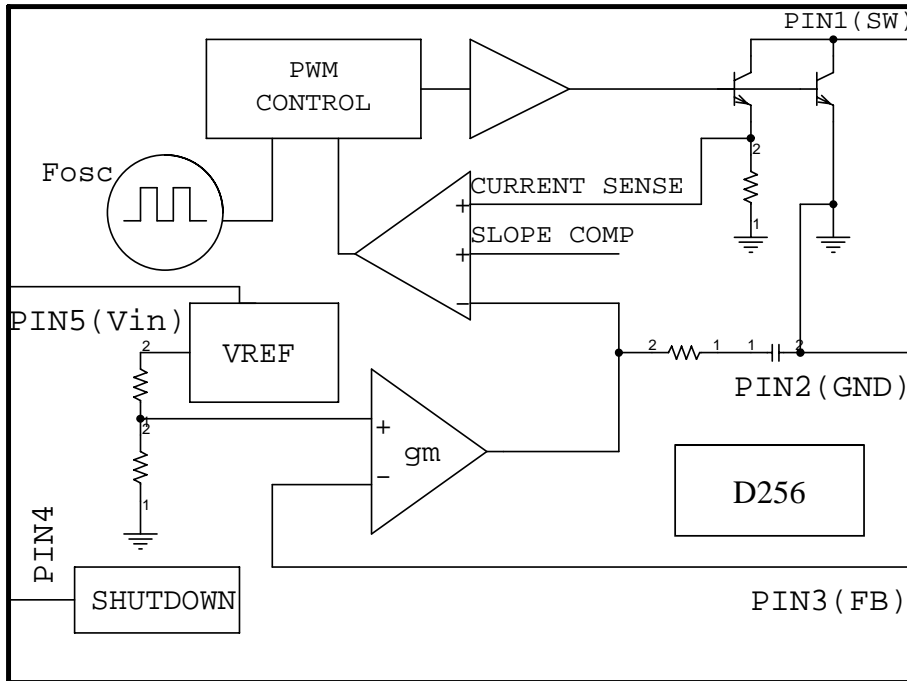 PIN1(SW)
PWM
CONTROL
Fosc
2
CURRENT SENSE
+
1
SLOPE COMP
+
PIN5(Vin)
−
2
VREF
2
1
1
2
PIN2(GND)
1
2
+
gm
−
1
D256
PIN4
SHUTDOWN
PIN3(FB)